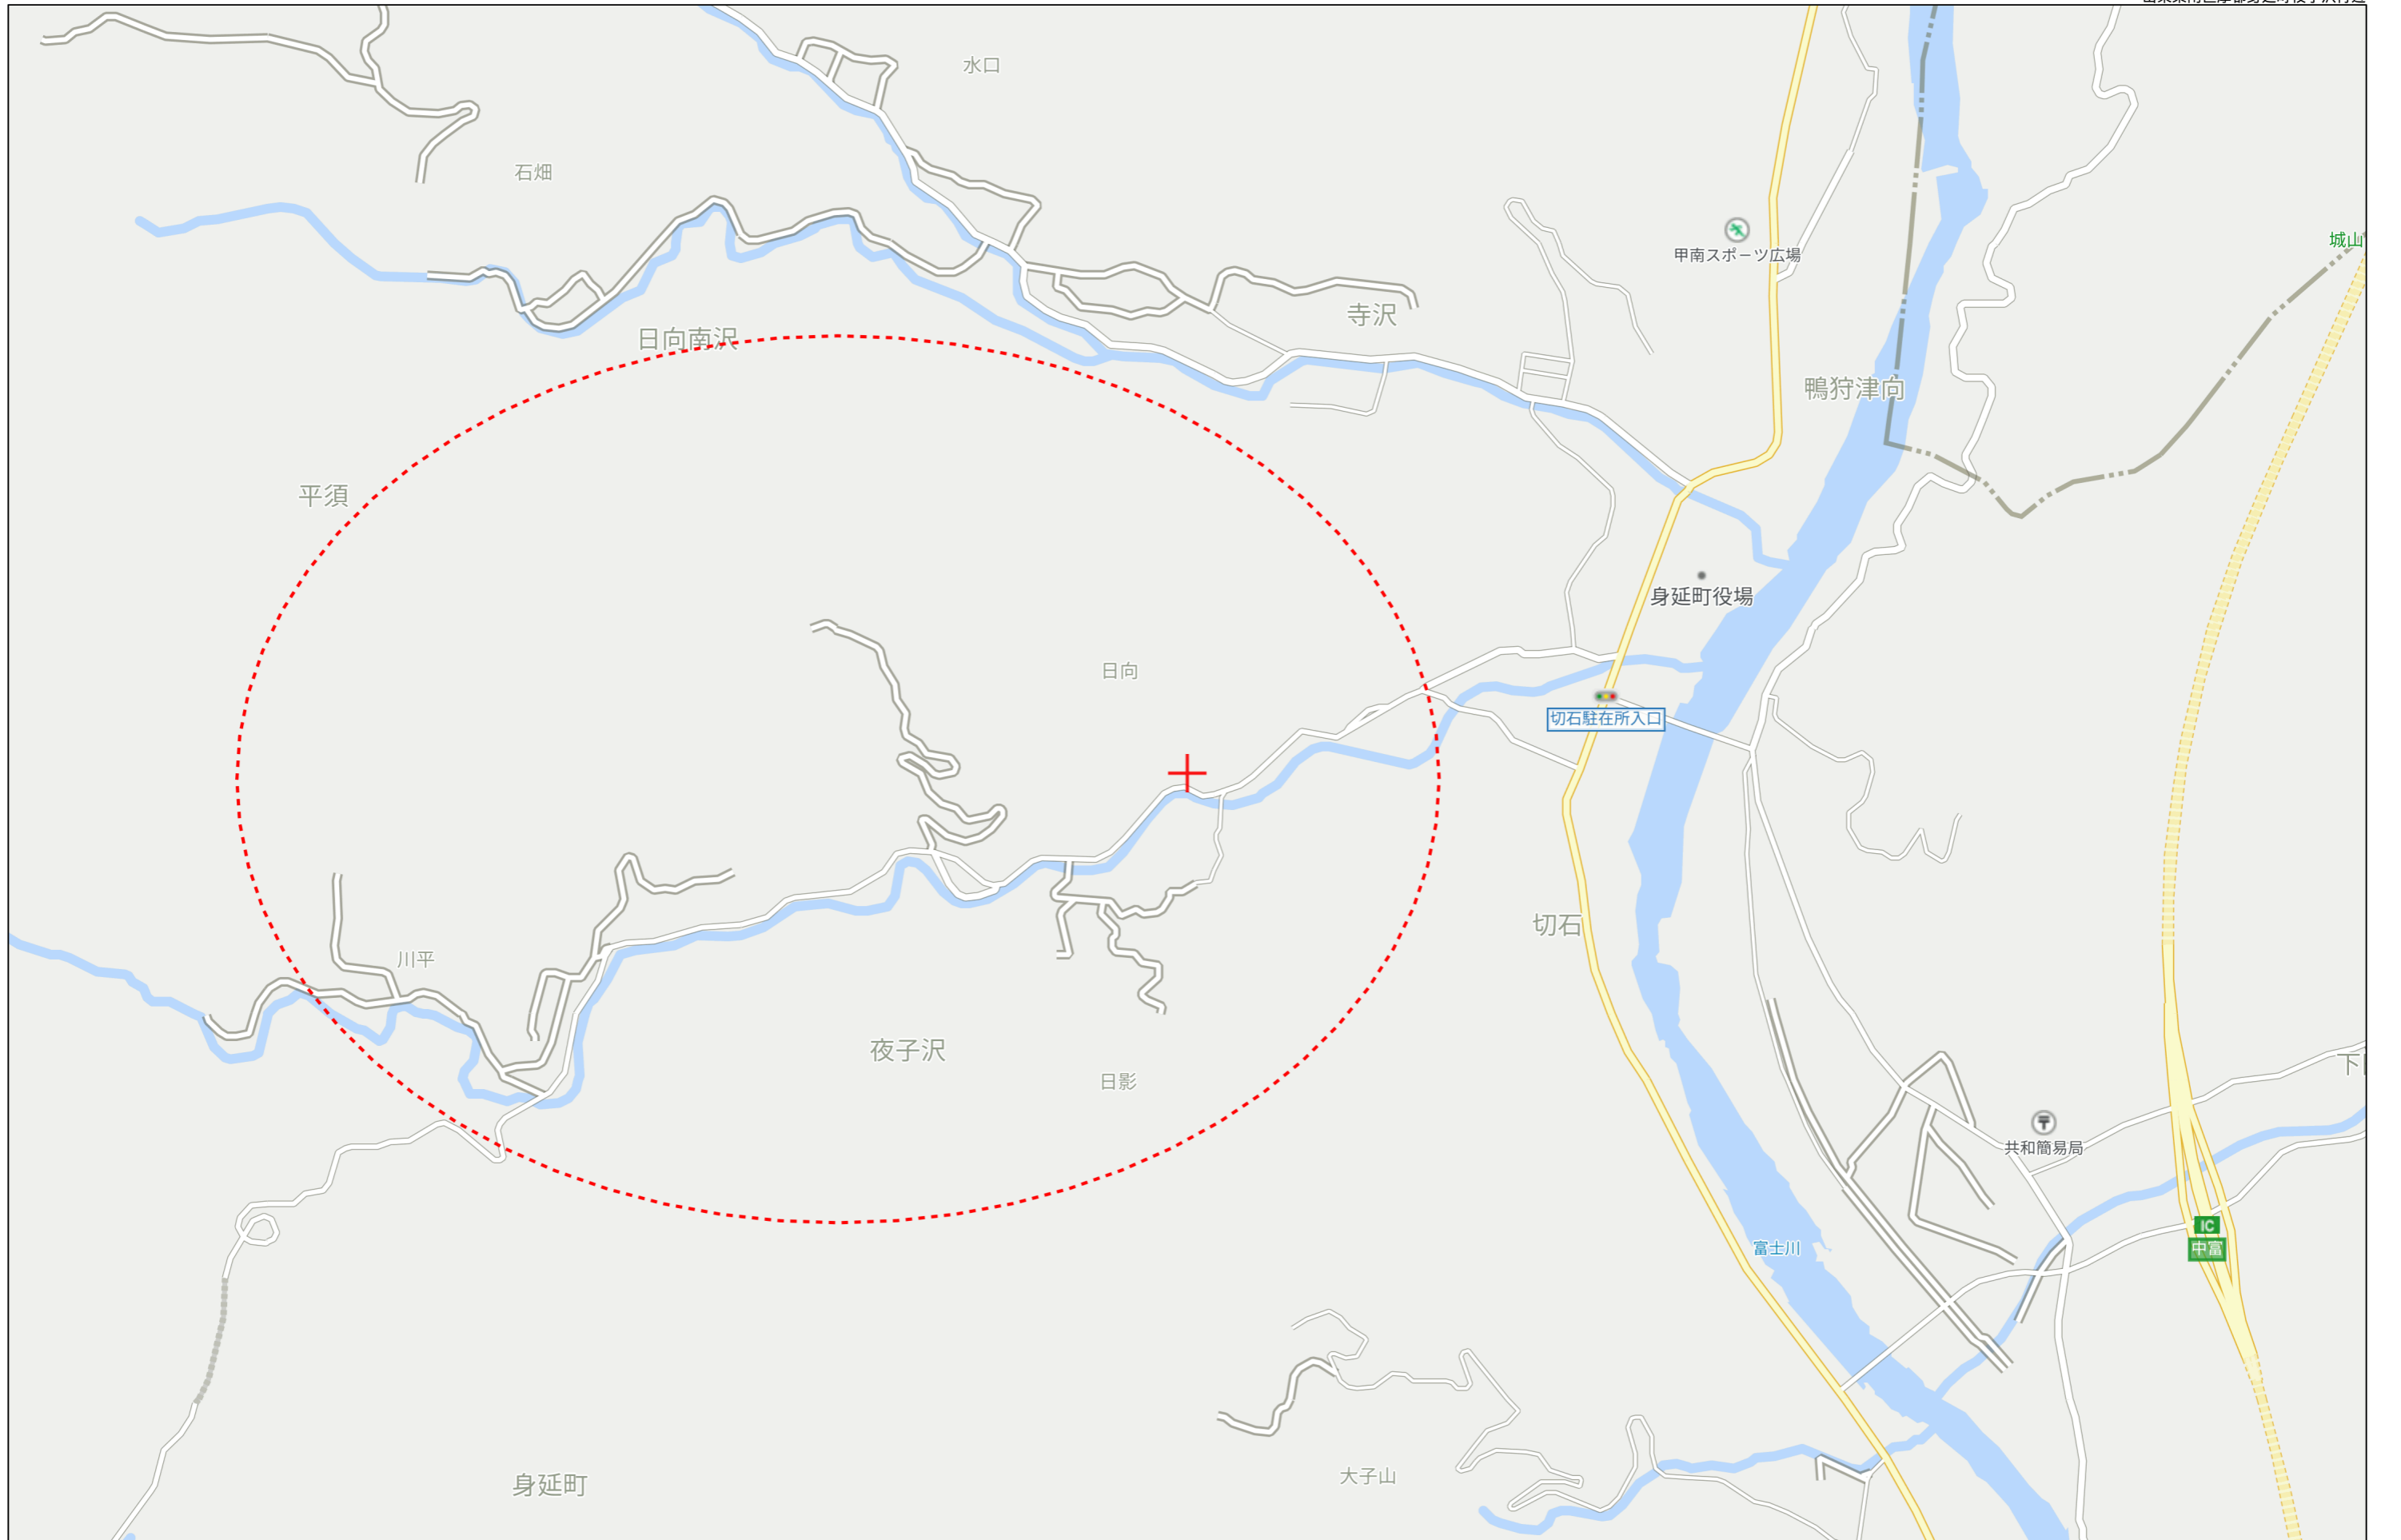 水口
石畑
甲南スポーツ広場
城山
寺沢
日向南沢
鴨狩津向
平須
身延町役場
日向
切石駐在所入口
切石
川平
夜子沢
日影
共和簡易局
IC
中富
富士川
大子山
身延町